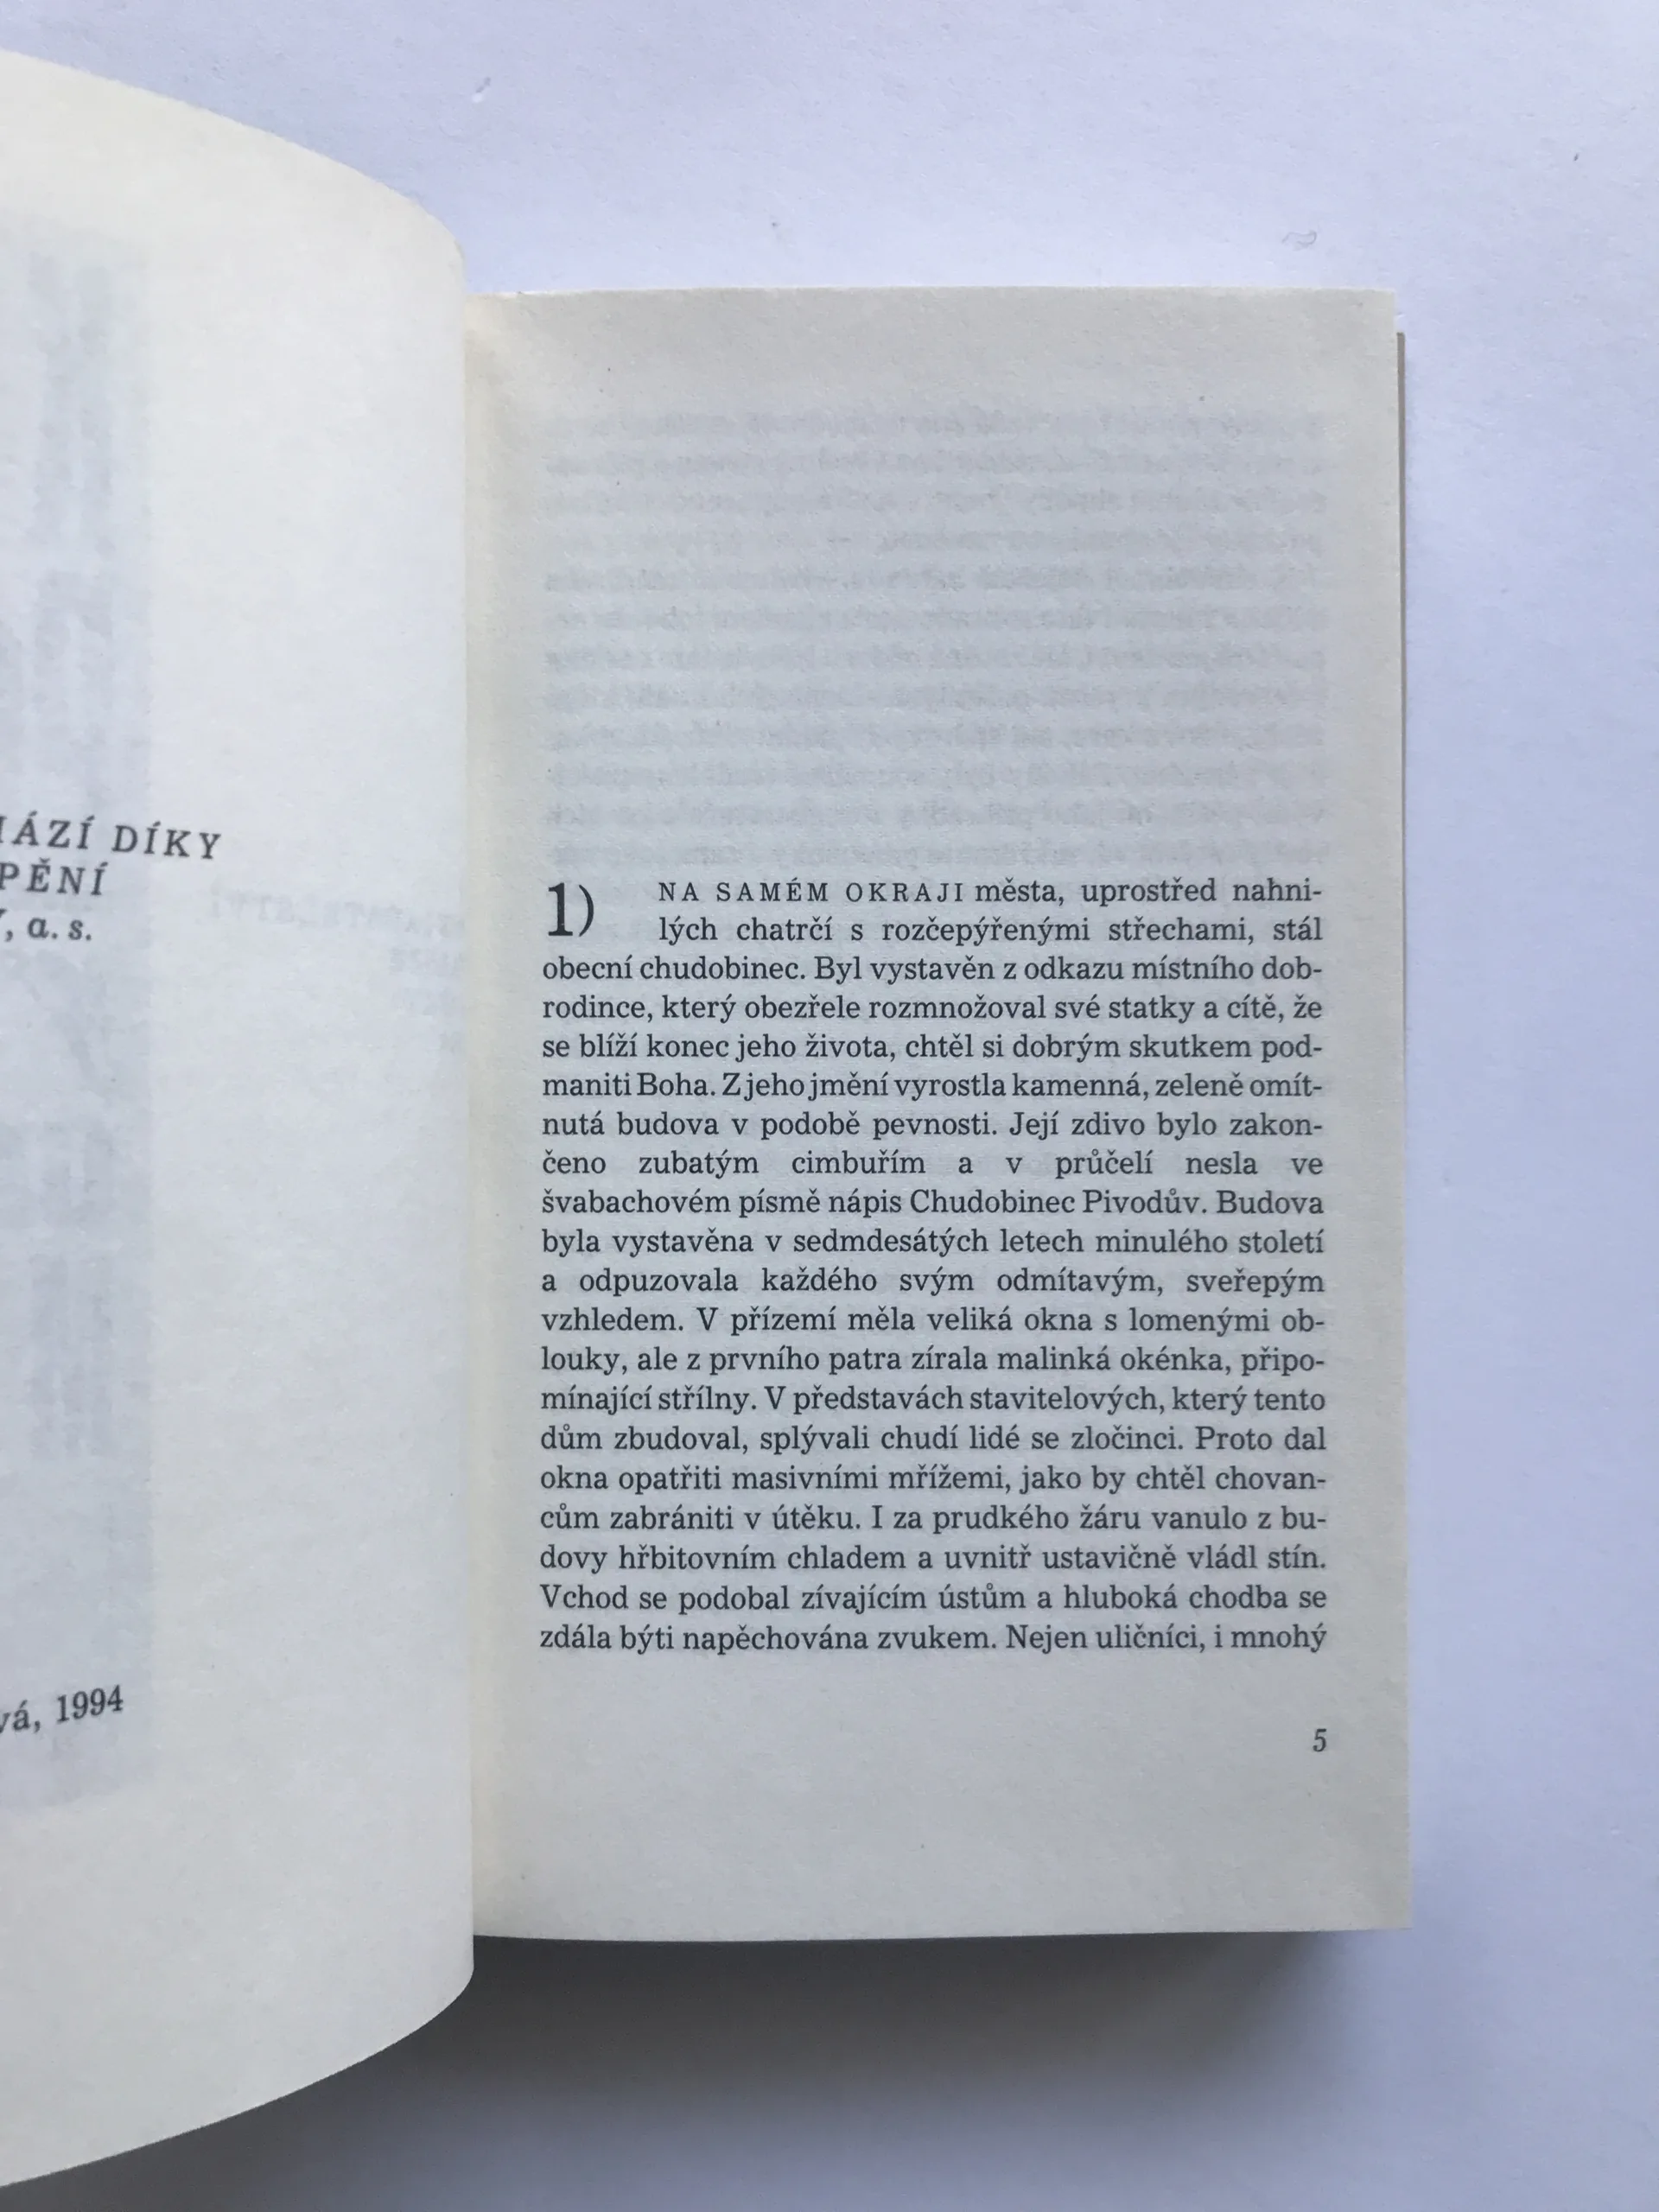 DÍKY
a. s.
1994
1) NA SAMÉM OKRAJI města, uprostřed nahni-
lých chatrčí s rozčepýřenými střechami, stál
obecní chudobinec. Byl vystavěn z odkazu místního dob-
rodince, který obezřele rozmnožoval své statky a cítě, že
se blíží konec jeho života, chtěl si dobrým skutkem pod-
maniti Boha. Z jeho jmění vyrostla kamenná, zeleně omít-
nutá budova v podobě pevnosti. Její zdivo bylo zakon-
čeno zubatým cimbuřím a v průčelí nesla ve
švabachovém písmě nápis Chudobinec Pivodův. Budova
byla vystavěna v sedmdesátých letech minulého století
a odpuzovala každého svým odmítavým, sveřepým
vzhledem. V přízemí měla veliká okna s lomenými ob-
louky, ale z prvního patra zírala malinká okénka, připo-
mínající střílny. V představách stavitelových, který tento
dům zbudoval, splývali chudí lidé se zločinci. Proto dal
okna opatřiti masivními mřížemi, jako by chtěl chovan-
cům zabrániti v útěku. I za prudkého žáru vanulo z bu-
dovy hřbitovním chladem a uvnitř ustavičně vládl stín.
Vchod se podobal zívajícím ústům a hluboká chodba se
zdála býti napěchována zvukem. Nejen uličníci, i mnohý
5